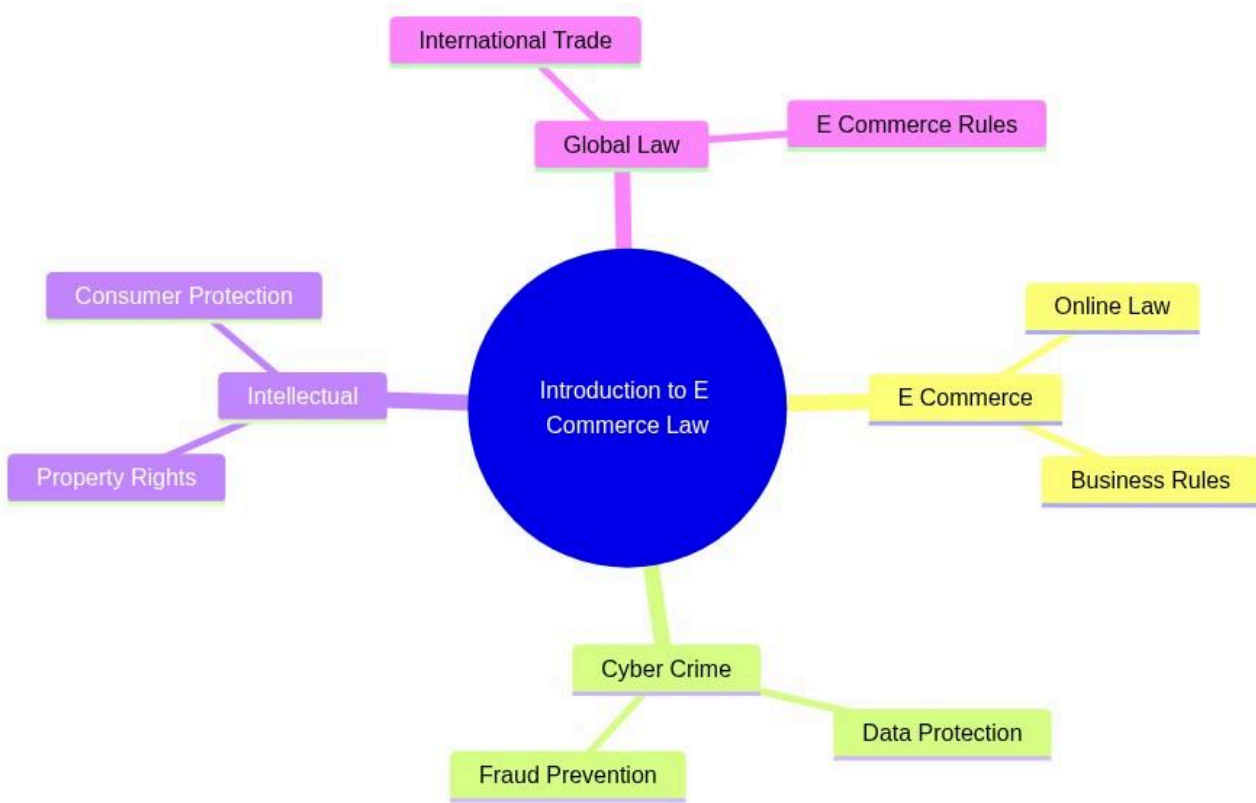 International Trade
E Commerce Rules
Global Law
Consumer Protection
Online Law
Intellectual
Introduction to E
Commerce Law
E Commerce
Property Rights
Business Rules
Cyber Crime
Data Protection
Fraud Prevention